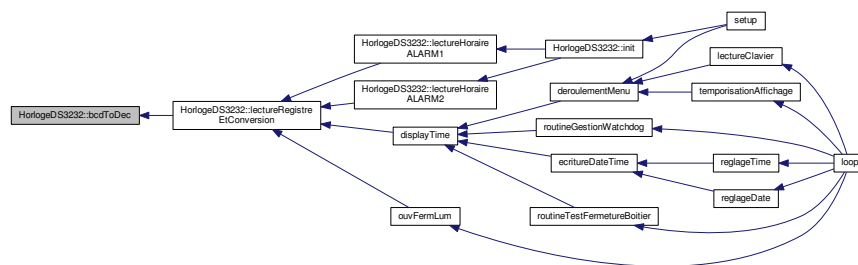 setup
HorlogeDS3232::lectureHoraire
ALARM1
HorlogeDS3232::init
lectureClavier
HorlogeDS3232::lectureHoraire
ALARM2
deroulementMenu
temporisationAffichage
HorlogeDS3232::bcdToDec
HorlogeDS3232::lectureRegistre
EtConversion
displayTime
routineGestionWatchdog
ecritureDateTime
reglageTime
loop
reglageDate
ouvFermLum
routineTestFermetureBoitier